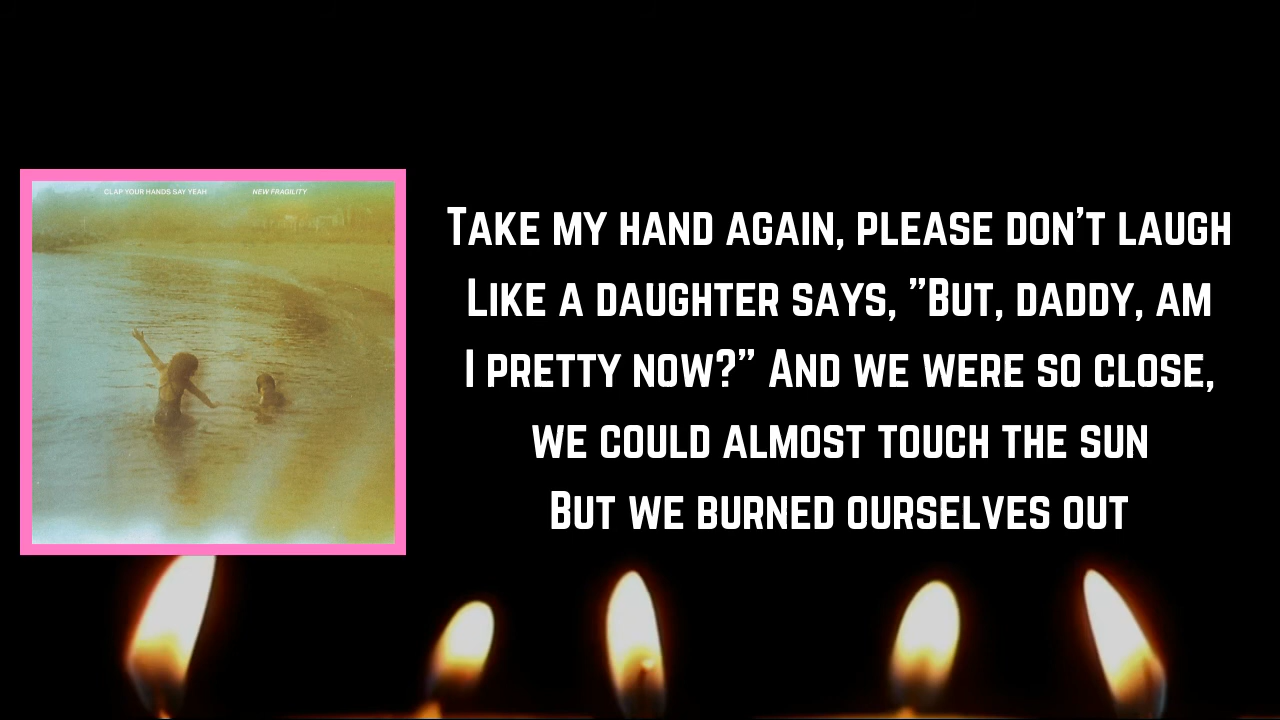 CLAP YOUR HANDS SAY YEAH NEW FRAGILITY
TAKE MY HAND AGAIN, PLEASE DON'T LAUGH
LIKE A DAUGHTER SAYS, "BUT, DADDY, AM
I PRETTY NOW?" AND WE WERE SO CLOSE,
WE COULD ALMOST TOUCH THE SUN
BUT WE BURNED OURSELVES OUT